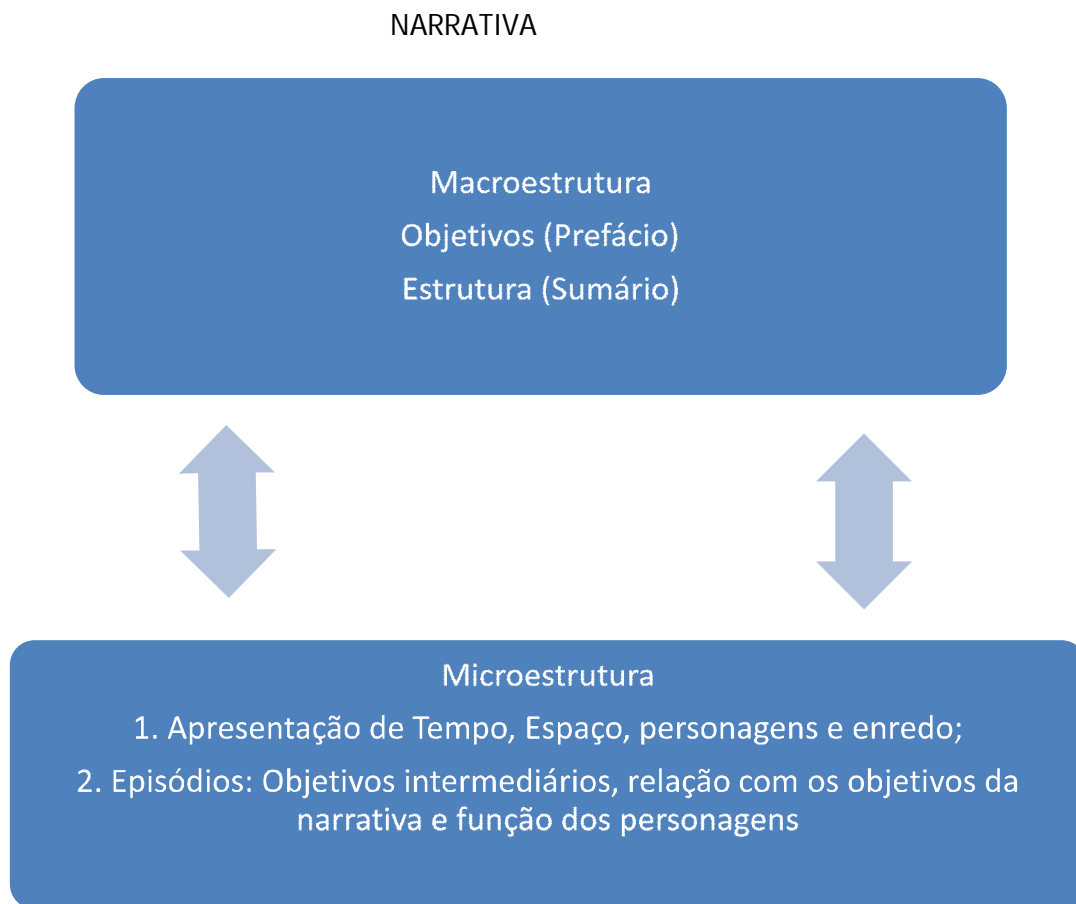 NARRATIVA
Macroestrutura
Objetivos (Prefácio)
Estrutura (Sumário)
Microestrutura
1. Apresentação de Tempo, Espaço, personagens e enredo;
2. Episódios: Objetivos intermediários, relação com os objetivos da
narrativa e função dos personagens